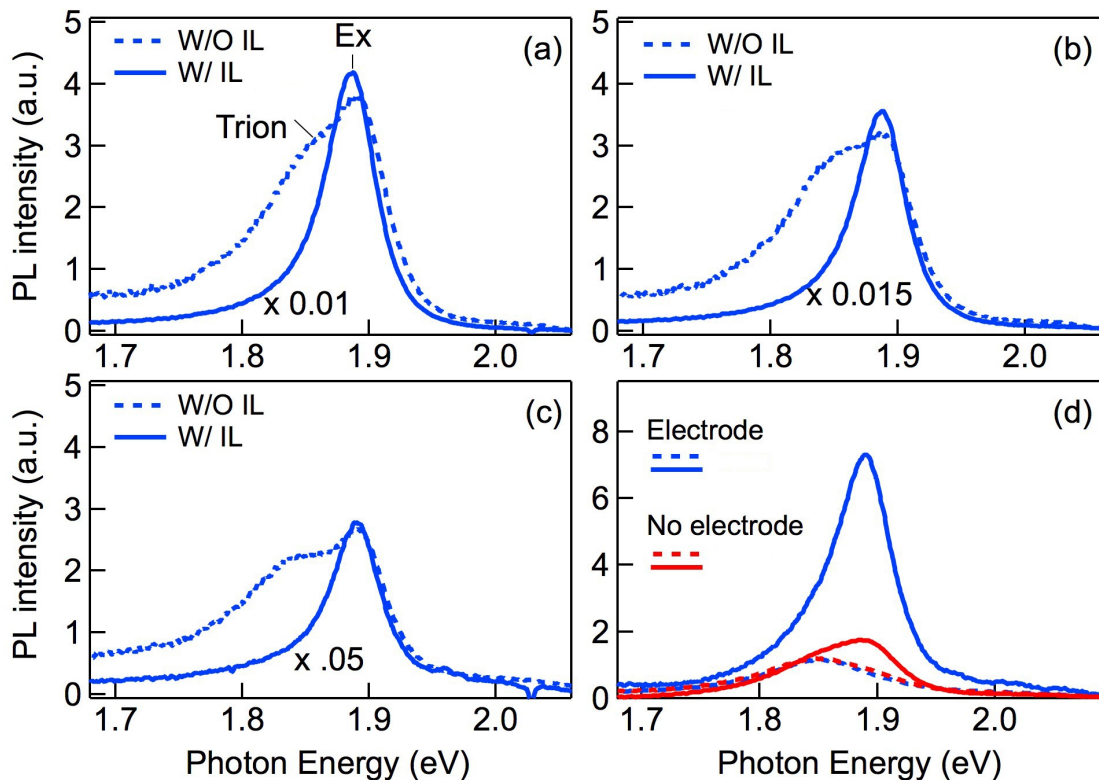 W/O IL
W/ IL
Ex
(a)
Trion
x 0.01
PL intensity (a.u.)
5
4
3
2
1
0
1.7
1.8
1.9
2.0
W/O IL
W/ IL
(b)
x 0.015
5
4
3
2
1
0
1.7
1.8
1.9
2.0
W/O IL
W/ IL
(c)
x .05
PL intensity (a.u.)
5
4
3
2
1
0
1.7
1.8
1.9
2.0
Photon Energy (eV)
Electrode
No electrode
(d)
8
6
4
2
0
1.7
1.8
1.9
2.0
Photon Energy (eV)